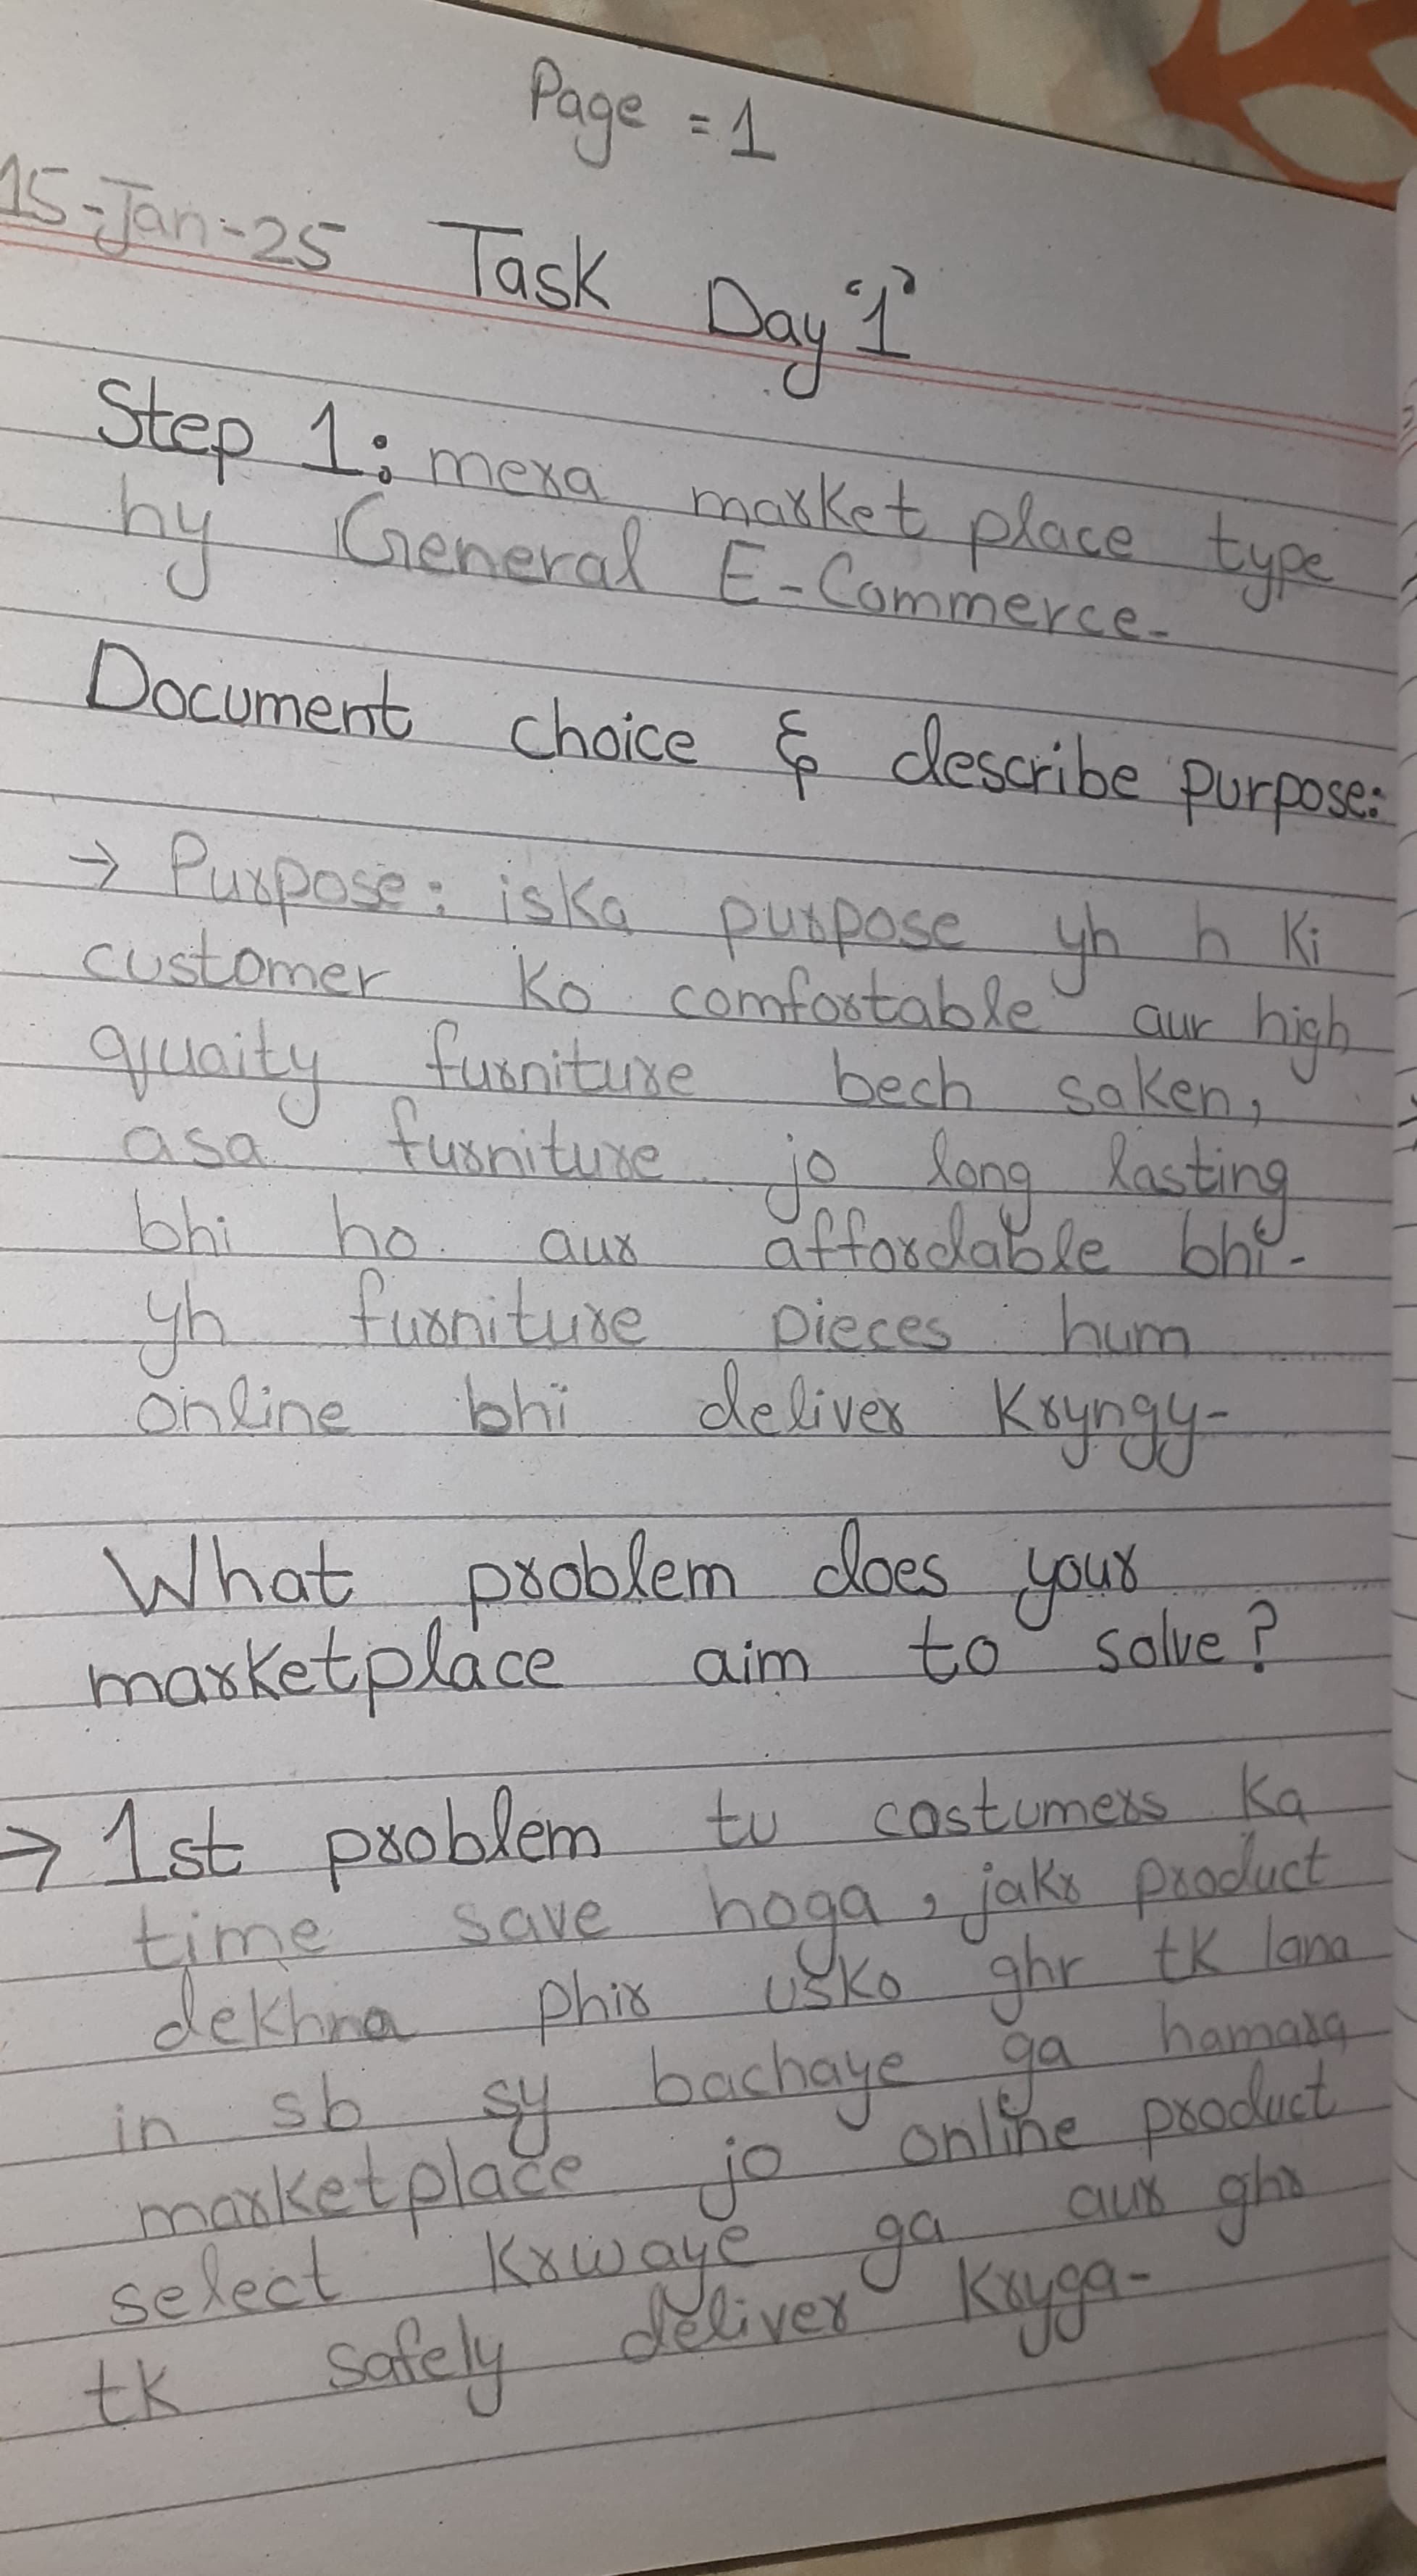 Page = 1
15-Jan-25 Task Day "1"
Step 1: mera market place type
hy General E-Commerce-
Document choice & describe purpose:
→ Purpose: iska purpose yh h ki
customer ko comfortable aur high
quaity furniture bech saken,
asa furniture jo long lasting
bhi ho aur affordable bhi-
yh furniture pieces hum
online bhi deliver kryngy-
What problem does your
marketplace aim to solve?
→ 1st problem tu costumers ka
time save hoga, jakr product
dekhna phir usko ghr tk lana
in sb sy bachaye ga hamara
marketplace jo online product
select krwaye ga aur ghr
tk safely deliver kryga-